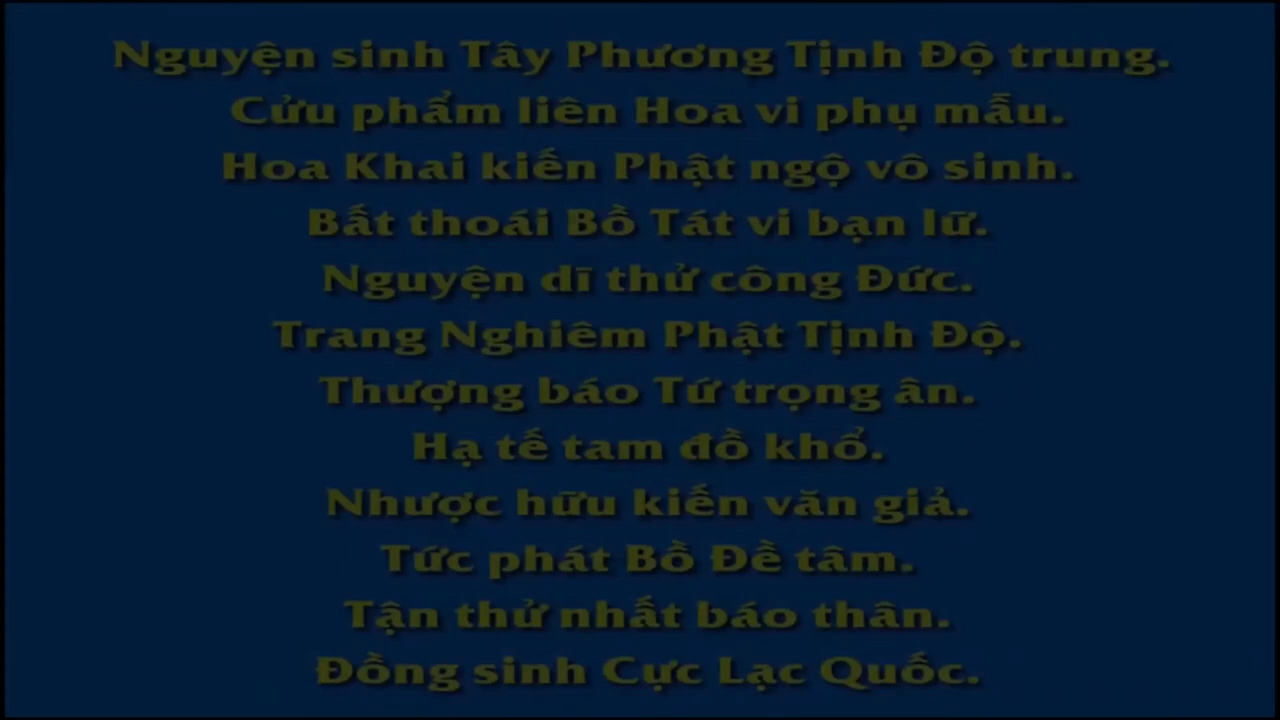 Nguyện sinh Tây Phương Tịnh Độ trung.
Cửu phẩm liên Hoa vi phụ mẫu.
Hoa Khai kiến Phật ngộ vô sinh.
Bất thoái Bồ Tát vi bạn lữ.
Nguyện dĩ thử công Đức.
Trang Nghiêm Phật Tịnh Độ.
Thượng báo Tứ trọng ân.
Hạ tế tam đồ khổ.
Nhược hữu kiến văn giả.
Tức phát Bồ Đề tâm.
Tận thử nhất báo thân.
Đồng sinh Cực Lạc Quốc.